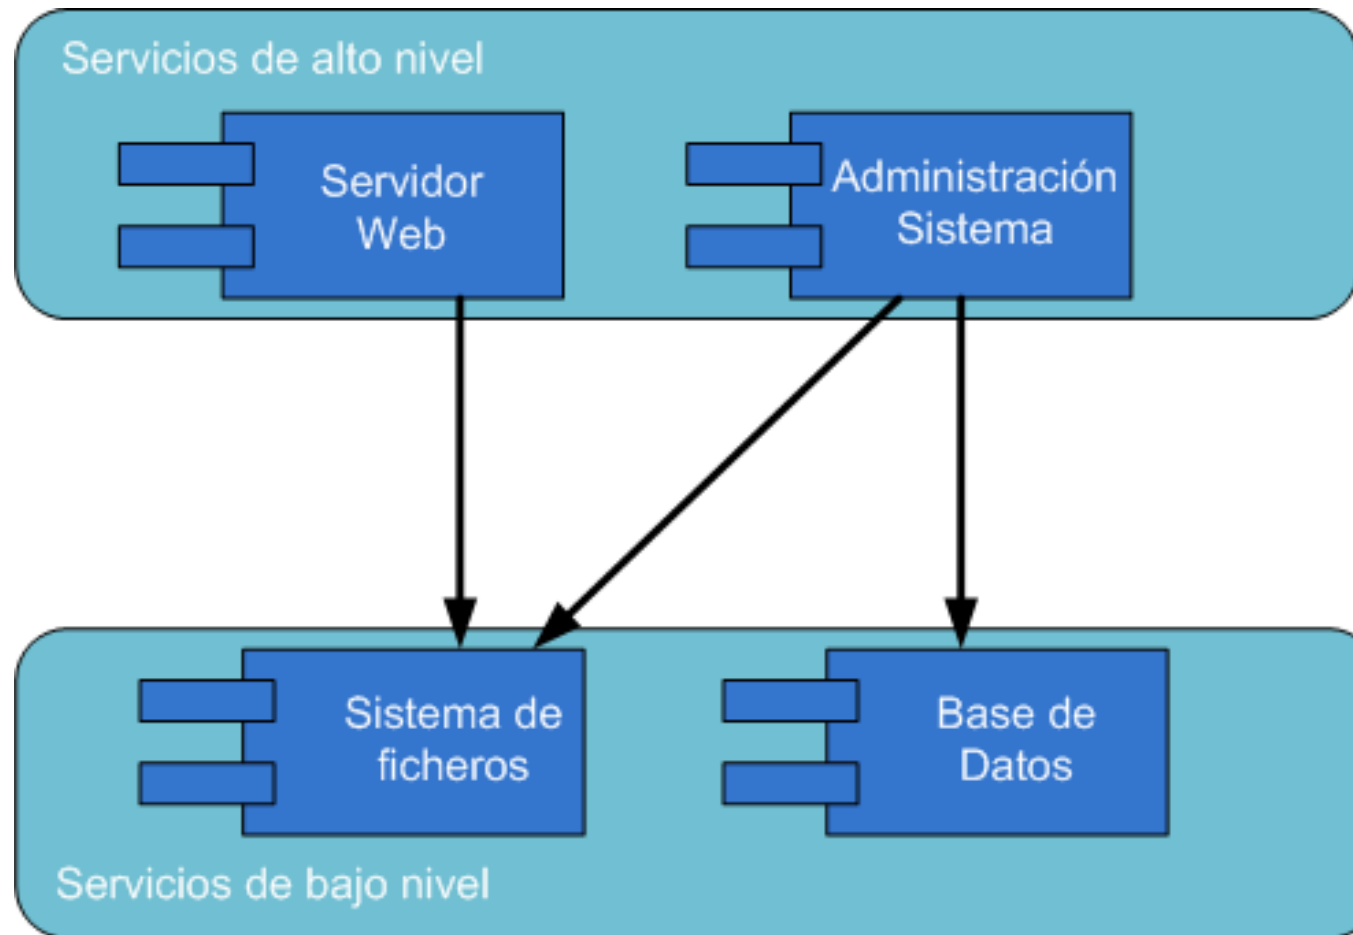 Servicios de alto nivel
Servidor
Web
Administración
Sistema
Sistema de
ficheros
Base de
Datos
Servicios de bajo nivel